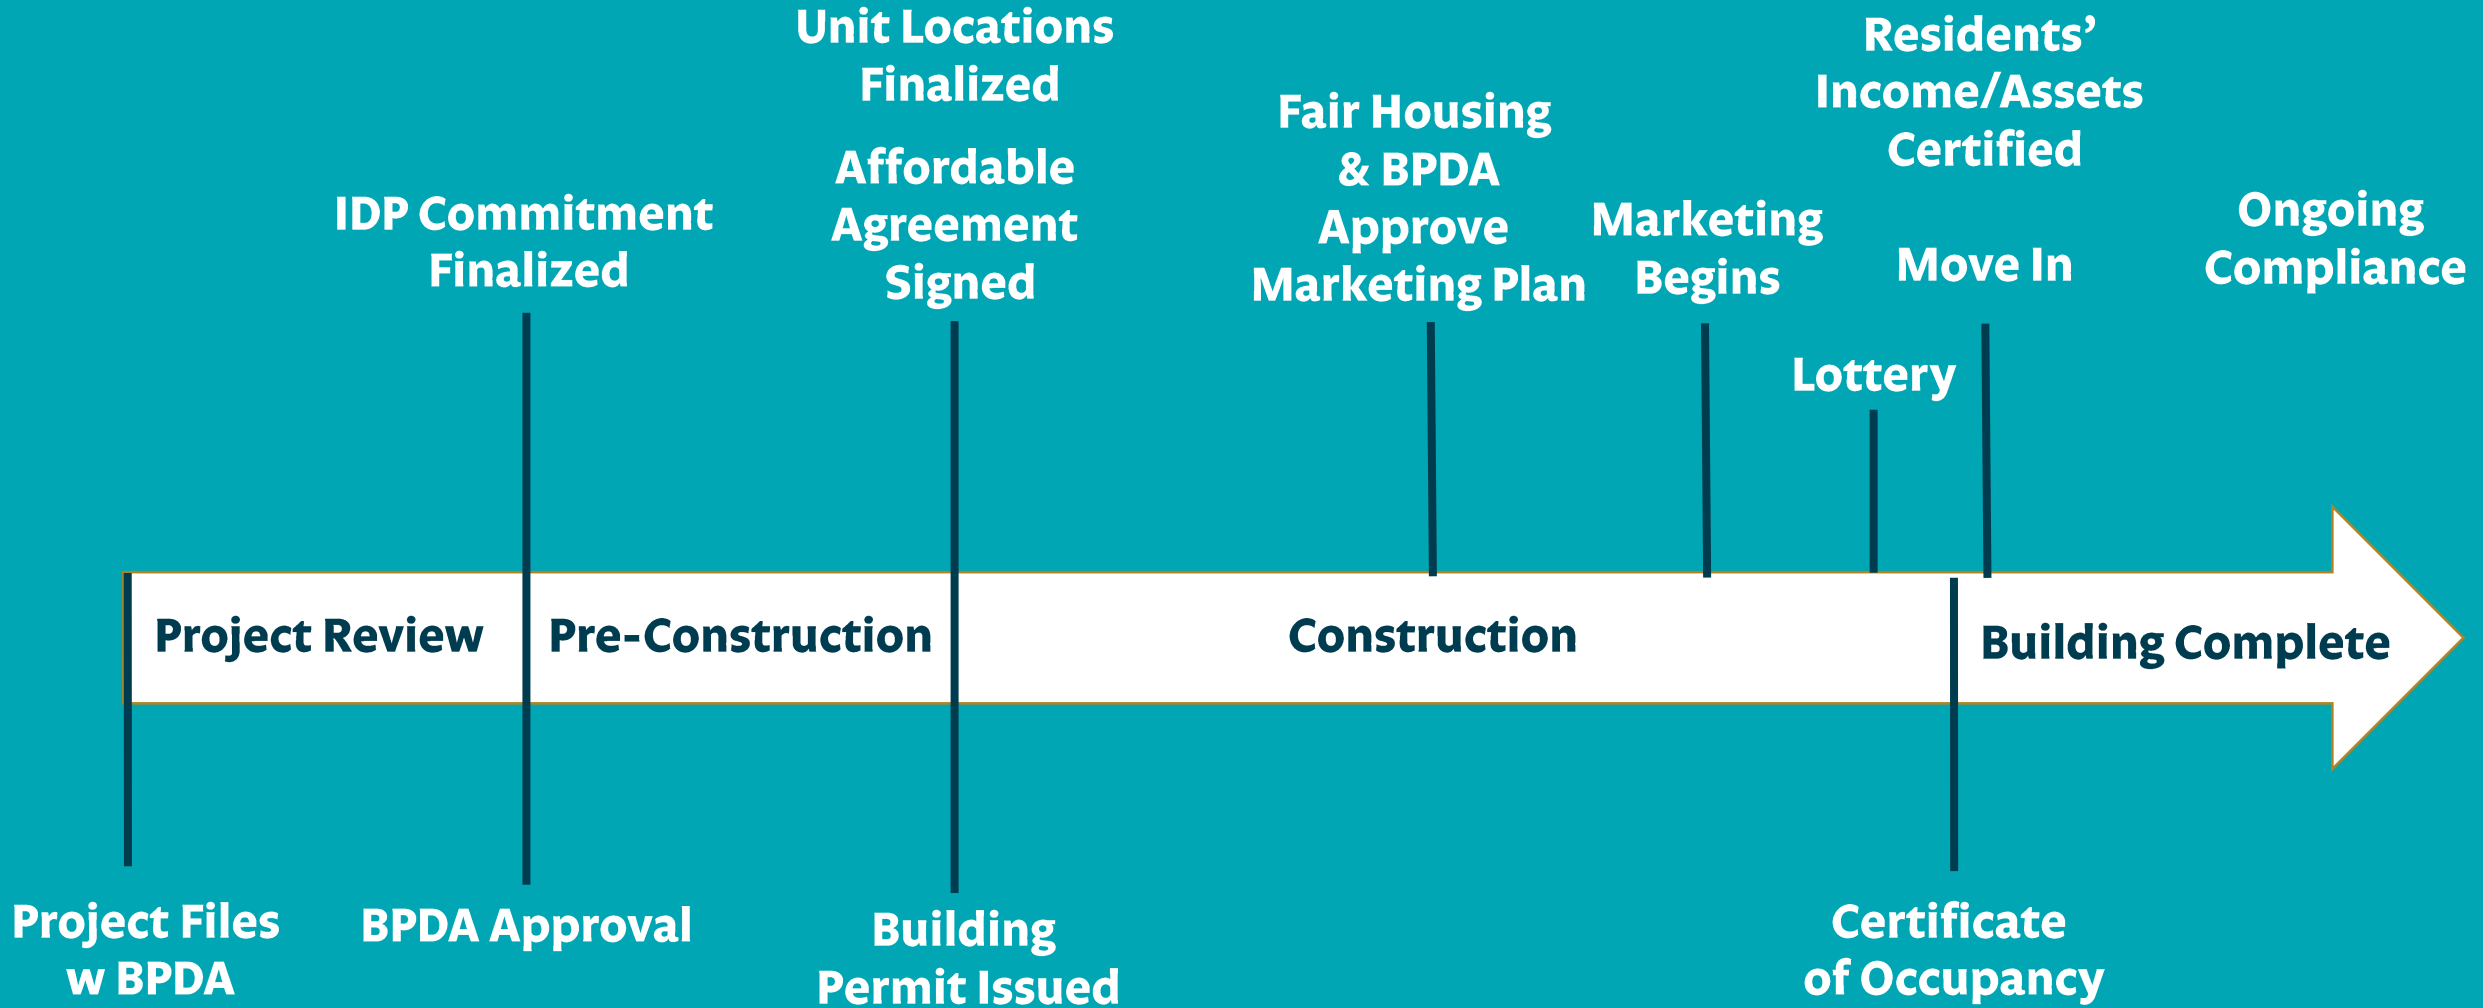 Unit Locations
Finalized
Affordable
Agreement
Signed
IDP Commitment
Finalized
Fair Housing
& BPDA
Approve
Marketing Plan
Marketing
Begins
Residents’
Income/Assets
Certified
Move In
Lottery
Ongoing
Compliance
Project Review
Pre-Construction
Construction
Building Complete
Project Files
w BPDA
BPDA Approval
Building
Permit Issued
Certificate
of Occupancy